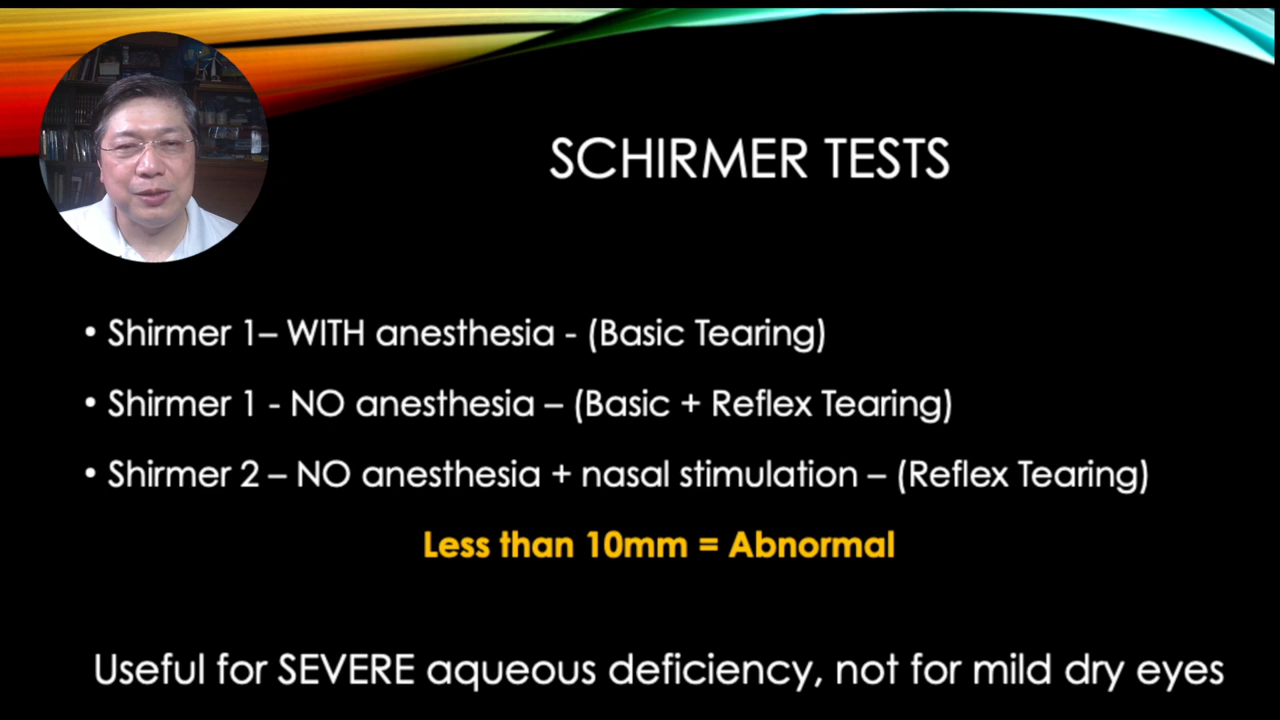 SCHIRMER TESTS
• Shirmer 1– WITH anesthesia - (Basic Tearing)
• Shirmer 1 - NO anesthesia – (Basic + Reflex Tearing)
• Shirmer 2 – NO anesthesia + nasal stimulation – (Reflex Tearing)
Less than 10mm = Abnormal
Useful for SEVERE aqueous deficiency, not for mild dry eyes